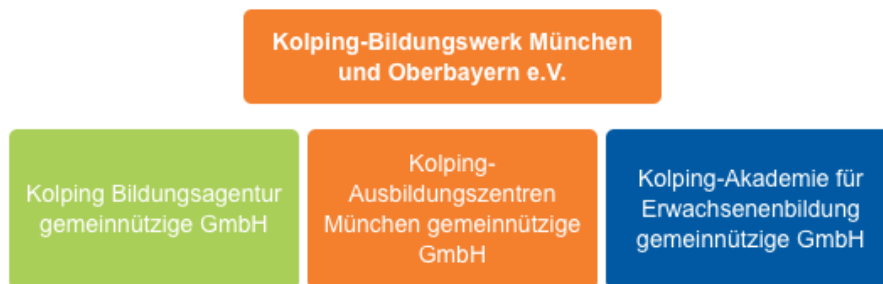 Kolping-Bildungswerk München
und Oberbayern e.V.
Kolping Bildungsagentur
gemeinnützige GmbH
Kolping-
Ausbildungszentren
München gemeinnützige
GmbH
Kolping-Akademie für
Erwachsenenbildung
gemeinnützige GmbH